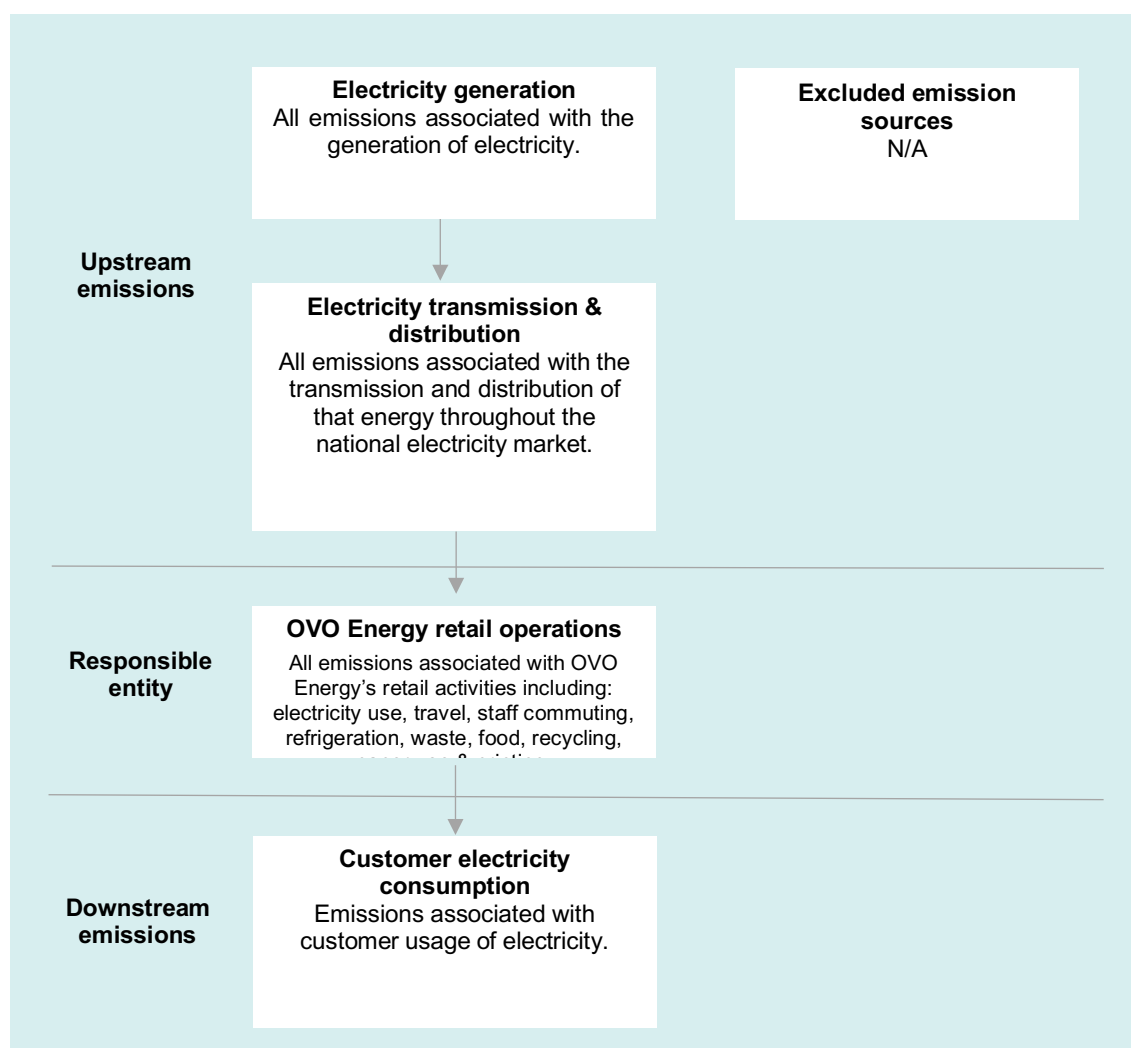 Electricity generation
All emissions associated with the
generation of electricity.
Excluded emission
sources
N/A
Upstream
emissions
Electricity transmission &
distribution
All emissions associated with the
transmission and distribution of
that energy throughout the
national electricity market.
Responsible
entity
OVO Energy retail operations
All emissions associated with OVO
Energy’s retail activities including:
electricity use, travel, staff commuting,
refrigeration, waste, food, recycling,
Downstream
emissions
Customer electricity
consumption
Emissions associated with
customer usage of electricity.